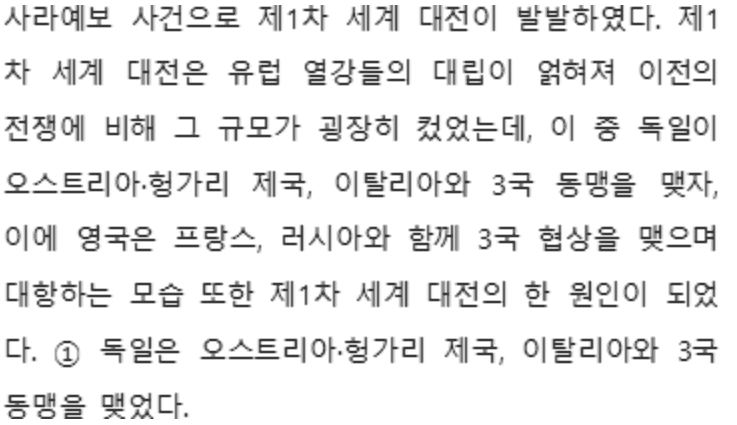 사라예보 사건으로 제1차 세계 대전이 발발하였다. 제1
차 세계 대전은 유럽 열강들의 대립이 얽혀져 이전의
전쟁에 비해 그 규모가 굉장히 컸었는데, 이 중 독일이
오스트리아·헝가리 제국, 이탈리아와 3국 동맹을 맺자,
이에 영국은 프랑스, 러시아와 함께 3국 협상을 맺으며
대항하는 모습 또한 제1차 세계 대전의 한 원인이 되었
다. ① 독일은 오스트리아·헝가리 제국, 이탈리아와 3국
동맹을 맺었다.